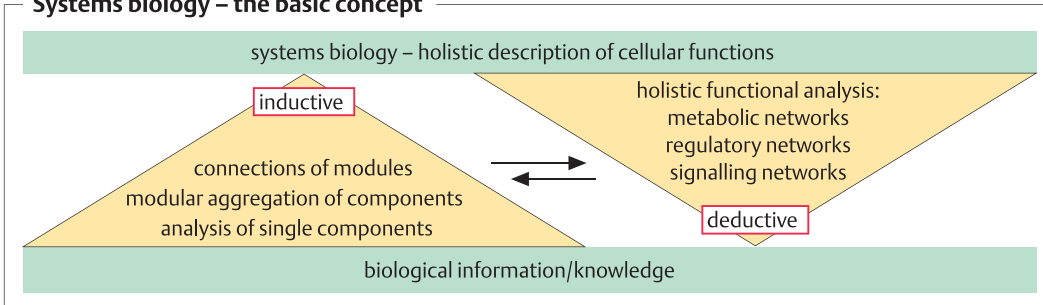 Systems biology – the basic concept
systems biology – holistic description of cellular functions
inductive
connections of modules
modular aggregation of components
analysis of single components
holistic functional analysis:
metabolic networks
regulatory networks
signalling networks
deductive
biological information/knowledge